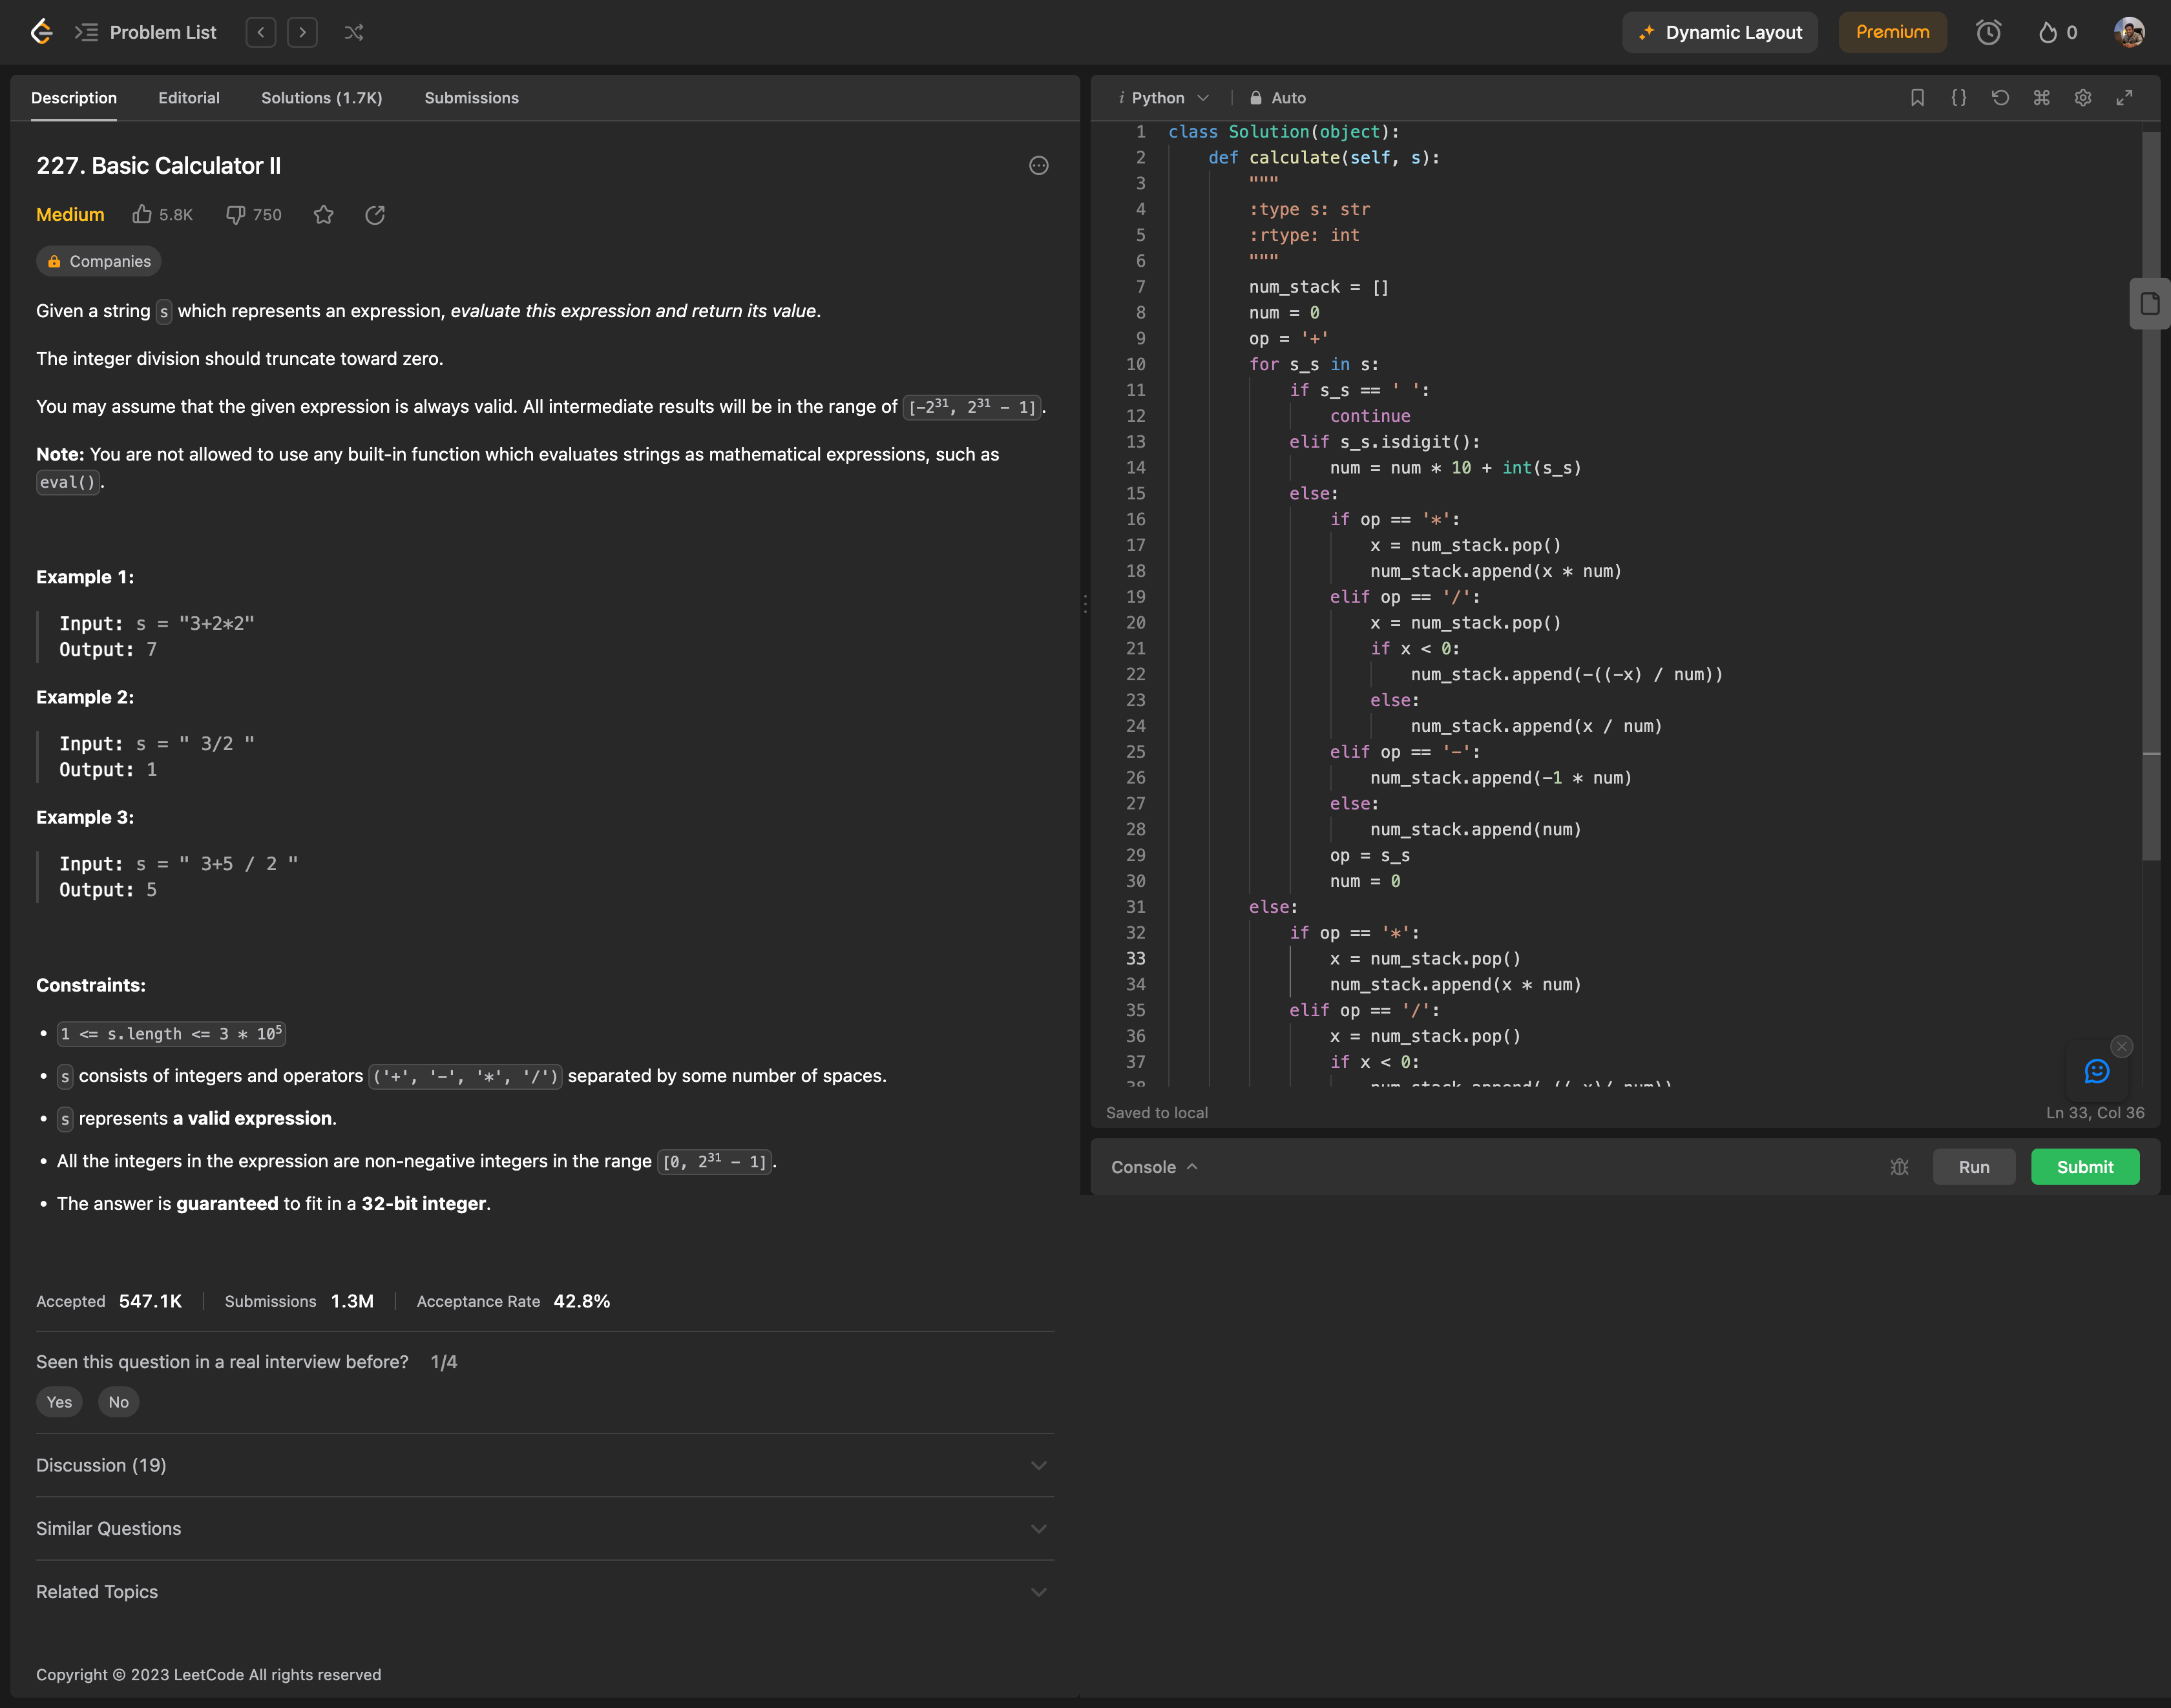 Problem List
Dynamic Layout
Premium
0
Description Editorial Solutions (1.7K) Submissions
227. Basic Calculator II
Medium 5.8K 750
Companies
Given a string s which represents an expression, evaluate this expression and return its value.
The integer division should truncate toward zero.
You may assume that the given expression is always valid. All intermediate results will be in the range of [-2³¹, 2³¹ - 1].
Note: You are not allowed to use any built-in function which evaluates strings as mathematical expressions, such as
eval().
Example 1:
Input: s = "3+2*2"
Output: 7
Example 2:
Input: s = " 3/2 "
Output: 1
Example 3:
Input: s = " 3+5 / 2 "
Output: 5
Constraints:
• 1 <= s.length <= 3 * 10⁵
• s consists of integers and operators ('+', '-', '*', '/') separated by some number of spaces.
• s represents a valid expression.
• All the integers in the expression are non-negative integers in the range [0, 2³¹ - 1].
• The answer is guaranteed to fit in a 32-bit integer.
Accepted 547.1K Submissions 1.3M Acceptance Rate 42.8%
Seen this question in a real interview before? 1/4
Yes No
Discussion (19)
Similar Questions
Related Topics
Copyright © 2023 LeetCode All rights reserved
i Python Auto
1 class Solution(object):
2 def calculate(self, s):
3 """
4 :type s: str
5 :rtype: int
6 """
7 num_stack = []
8 num = 0
9 op = '+'
10 for s_s in s:
11 if s_s == ' ':
12 continue
13 elif s_s.isdigit():
14 num = num * 10 + int(s_s)
15 else:
16 if op == '*':
17 x = num_stack.pop()
18 num_stack.append(x * num)
19 elif op == '/':
20 x = num_stack.pop()
21 if x < 0:
22 num_stack.append(-((-x) / num))
23 else:
24 num_stack.append(x / num)
25 elif op == '-':
26 num_stack.append(-1 * num)
27 else:
28 num_stack.append(num)
29 op = s_s
30 num = 0
31 else:
32 if op == '*':
33 x = num_stack.pop()
34 num_stack.append(x * num)
35 elif op == '/':
36 x = num_stack.pop()
37 if x < 0:
38 num_stack.append(-((-x)/ num))
Saved to local
Ln 33, Col 36
Console
Run
Submit